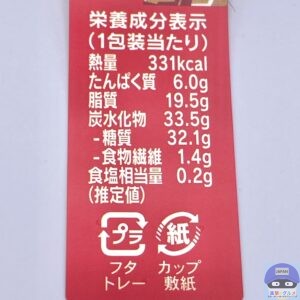 栄養成分表示
(1包装当たり)
熱量 331kcal
たんぱく質 6.0g
脂質 19.5g
炭水化物 33.5g
-糖質 32.1g
-食物繊維 1.4g
食塩相当量 0.2g
(推定値)
プラ 紙
フタ カップ
トレー 敷紙